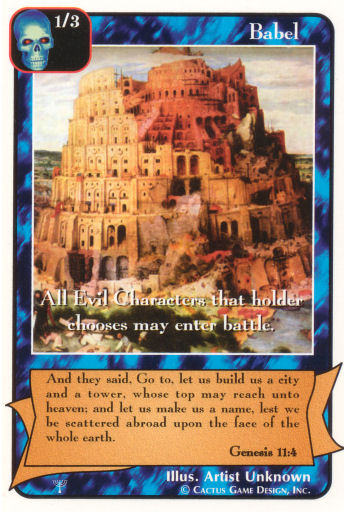 1/3
Babel
All Evil Characters that holder
chooses may enter battle.
And they said, Go to, let us build us a city
and a tower, whose top may reach unto
heaven; and let us make us a name, lest we
be scattered abroad upon the face of the
whole earth.
Genesis 11:4
Illus. Artist Unknown
© Cactus Game Design, Inc.